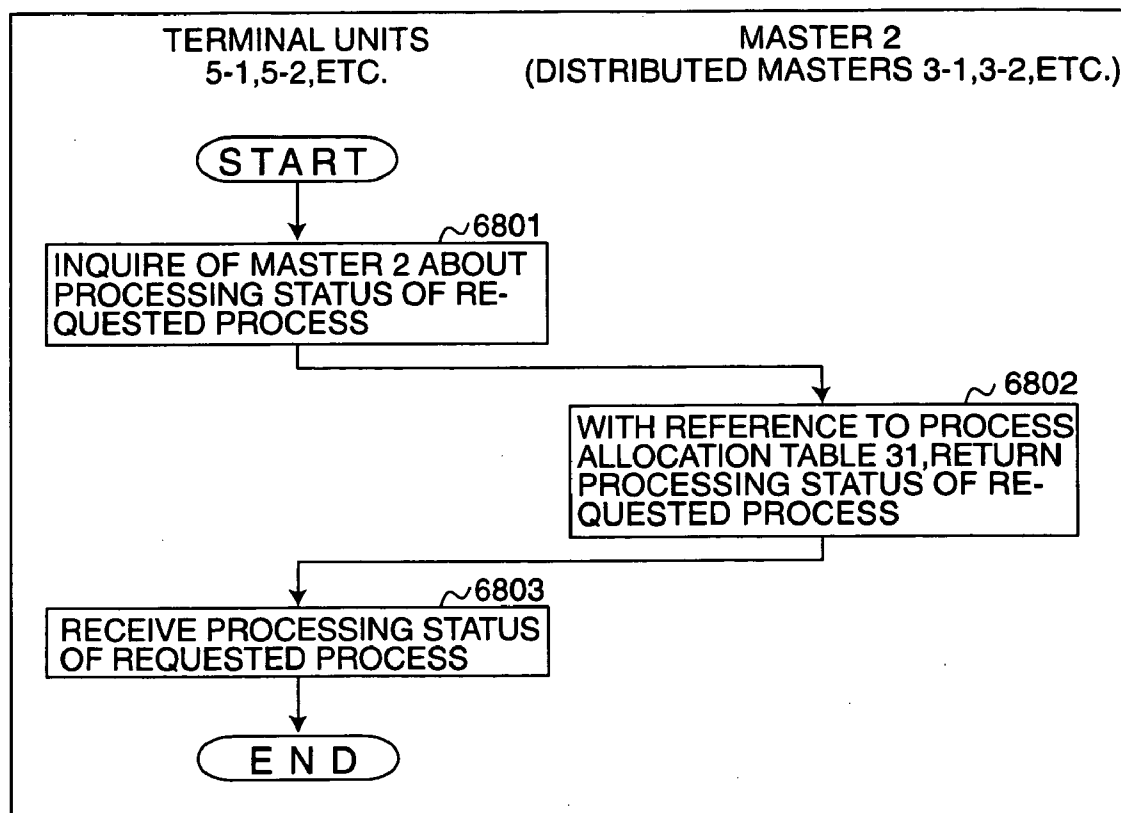 TERMINAL UNITS
5-1,5-2,ETC.
MASTER 2
(DISTRIBUTED MASTERS 3-1,3-2,ETC.)
START
6801
INQUIRE OF MASTER 2 ABOUT
PROCESSING STATUS OF RE-
QUESTED PROCESS
6802
WITH REFERENCE TO PROCESS
ALLOCATION TABLE 31,RETURN
PROCESSING STATUS OF RE-
QUESTED PROCESS
6803
RECEIVE PROCESSING STATUS
OF REQUESTED PROCESS
END